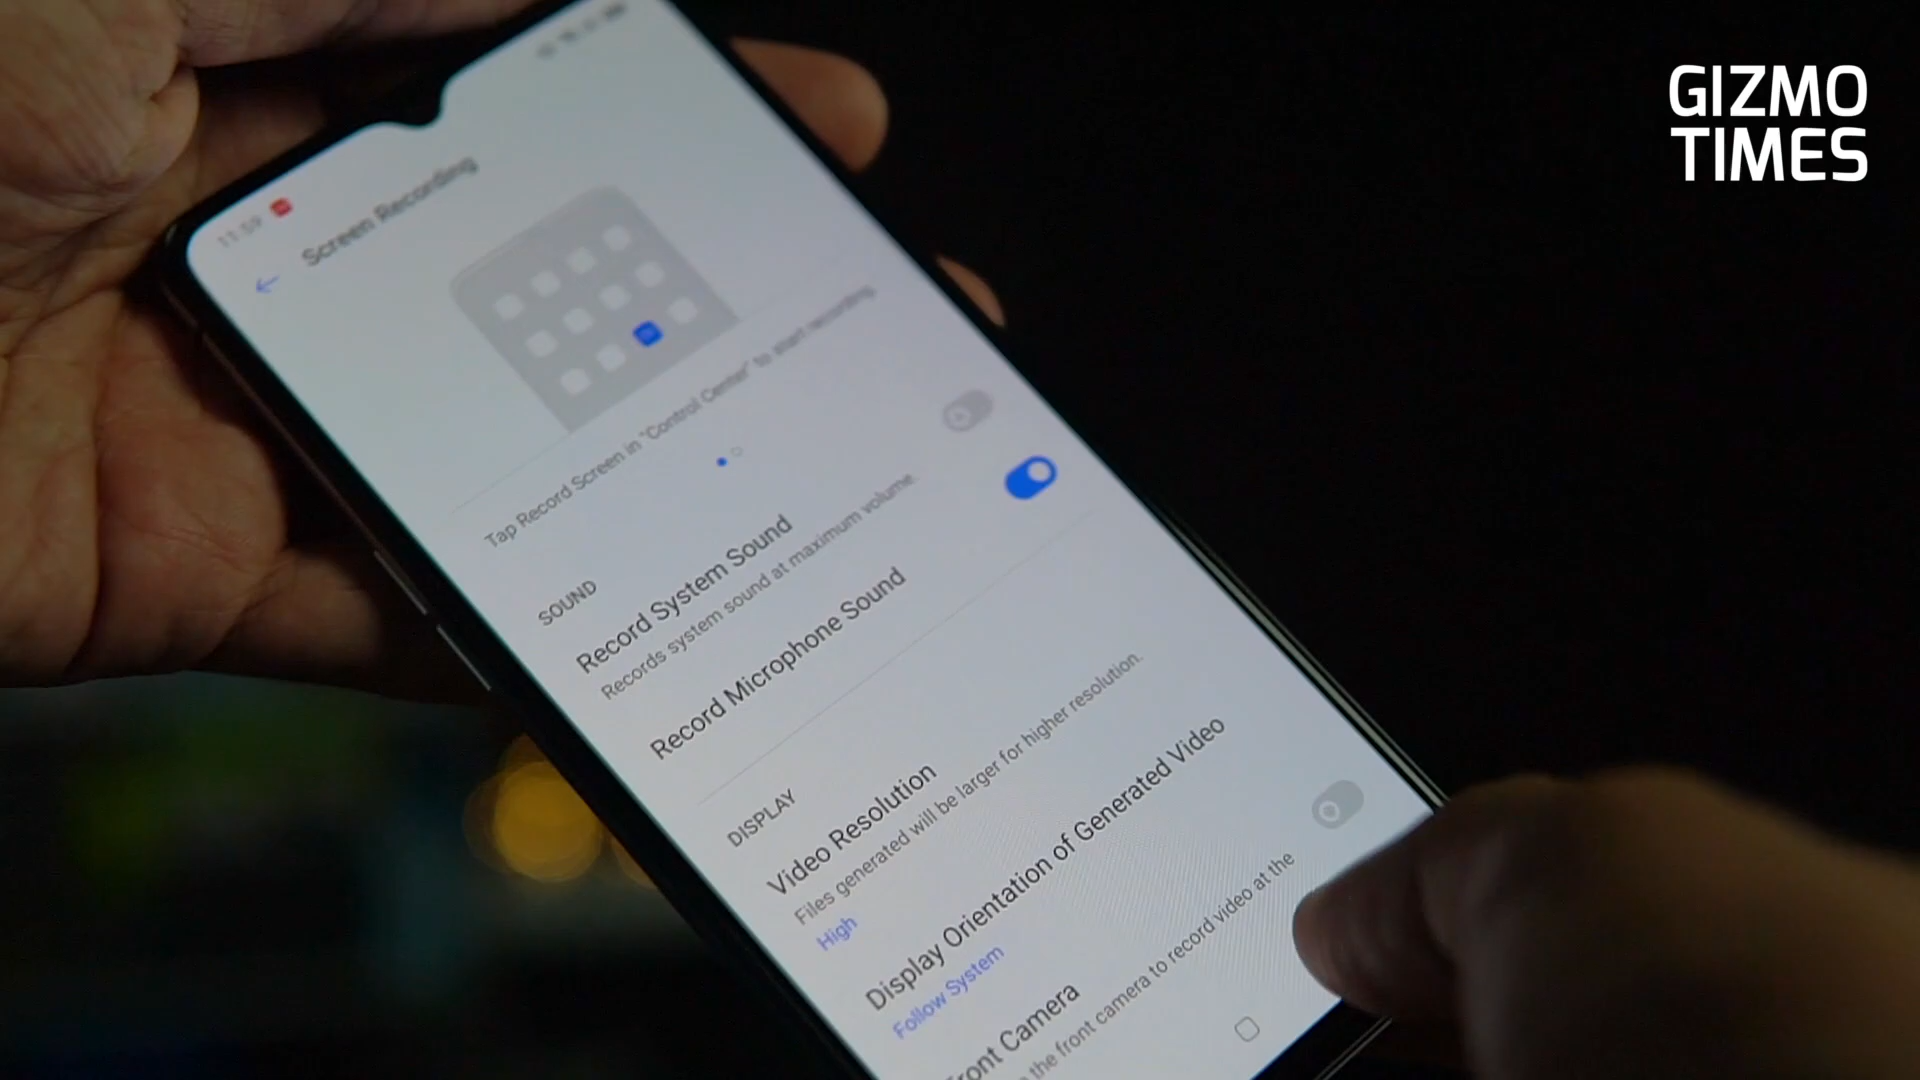 GIZMO
TIMES
11:59
Screen Recording
Tap Record Screen in "Control Center" to start recording.
SOUND
Record System Sound
Records system sound at maximum volume.
Record Microphone Sound
DISPLAY
Video Resolution
Files generated will be larger for higher resolution.
High
Display Orientation of Generated Video
Follow System
ront Camera
the front camera to record video at the